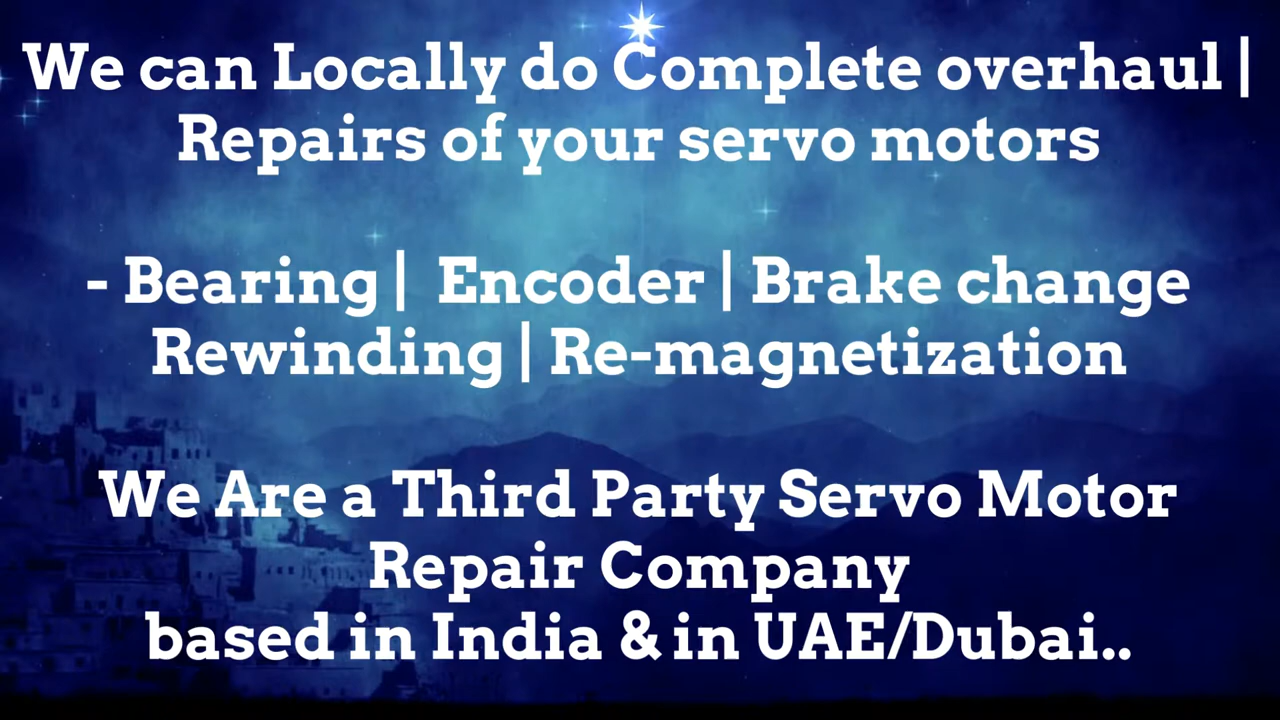 We can Locally do Complete overhaul |
Repairs of your servo motors
- Bearing | Encoder | Brake change
Rewinding | Re-magnetization
We Are a Third Party Servo Motor
Repair Company
based in India & in UAE/Dubai..